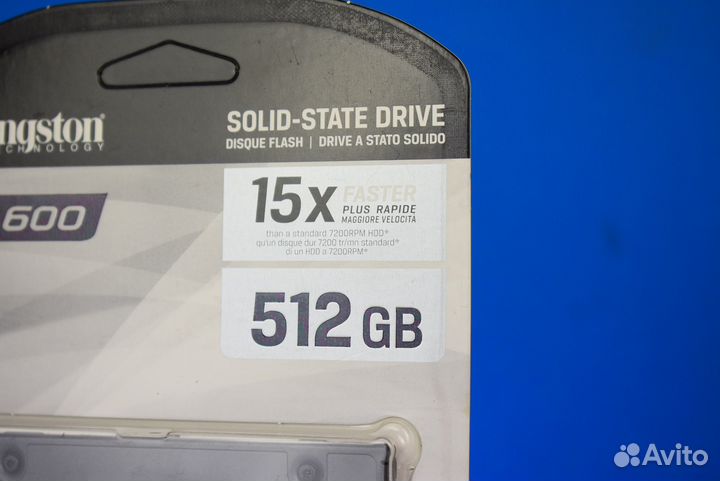 ngston
TECHNOLOGY
SOLID-STATE DRIVE
DISQUE FLASH | DRIVE A STATO SOLIDO
600
15X FASTER
PLUS RAPIDE
MAGGIORE VELOCITÀ
than a standard 7200RPM HDD*
qu'un disque dur 7200 tr/mn standard*
di un HDD a 7200RPM*
512 GB
Avito